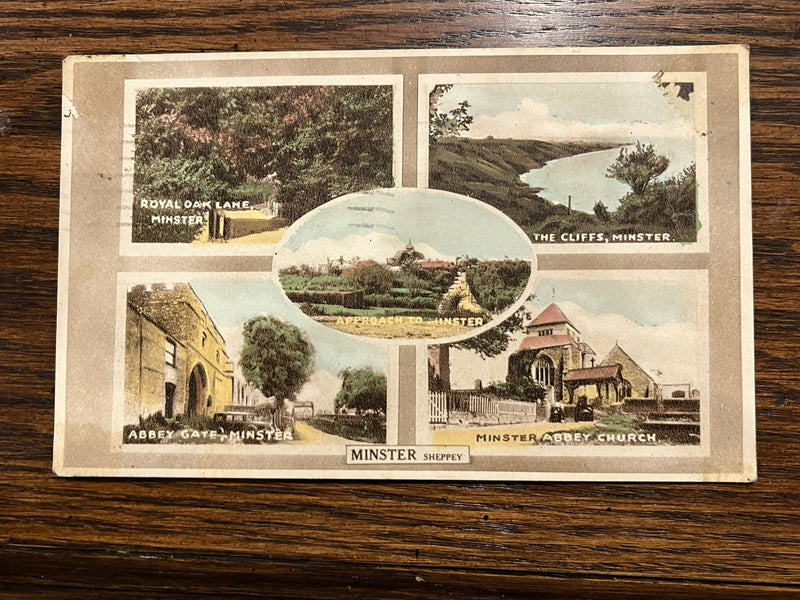 ROYAL OAK LANE,
MINSTER.
THE CLIFFS, MINSTER.
APPROACH TO MINSTER
ABBEY GATE, MINSTER
MINSTER ABBEY CHURCH.
MINSTER SHEPPEY